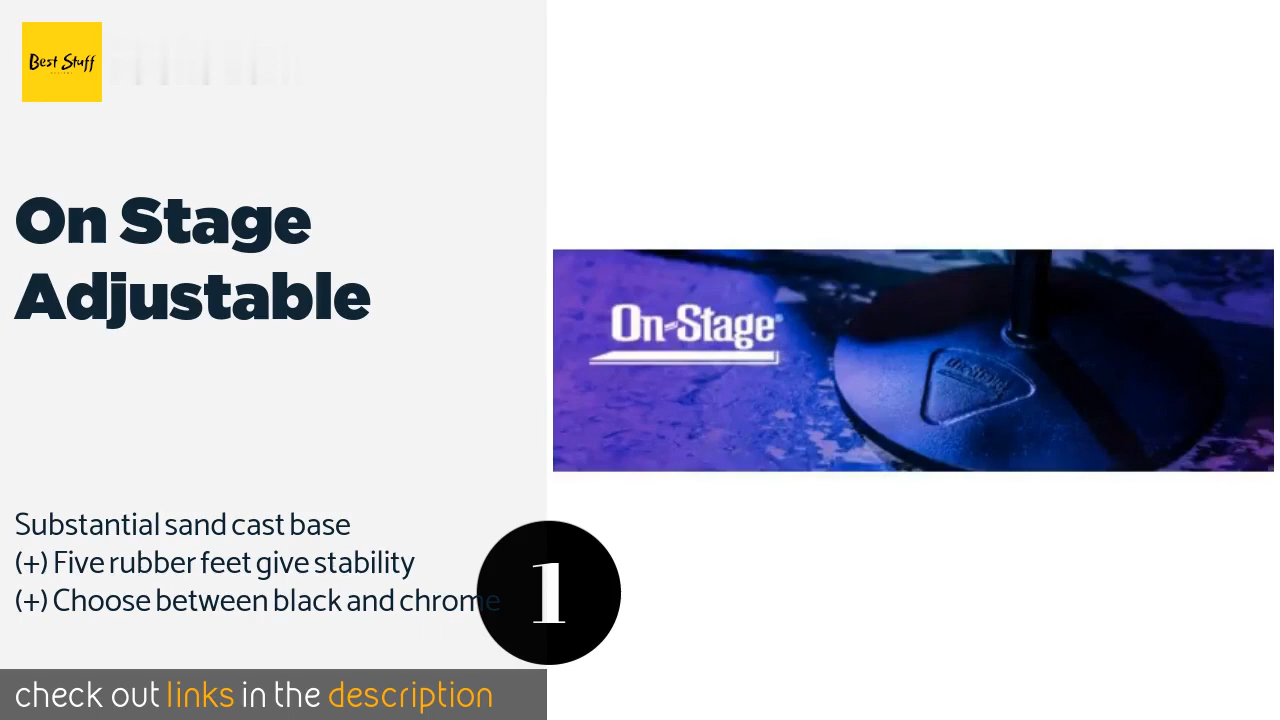 Best Stuff
On Stage
Adjustable
On-Stage®
Substantial sand cast base
(+) Five rubber feet give stability
(+) Choose between black and chrome
1
check out links in the description